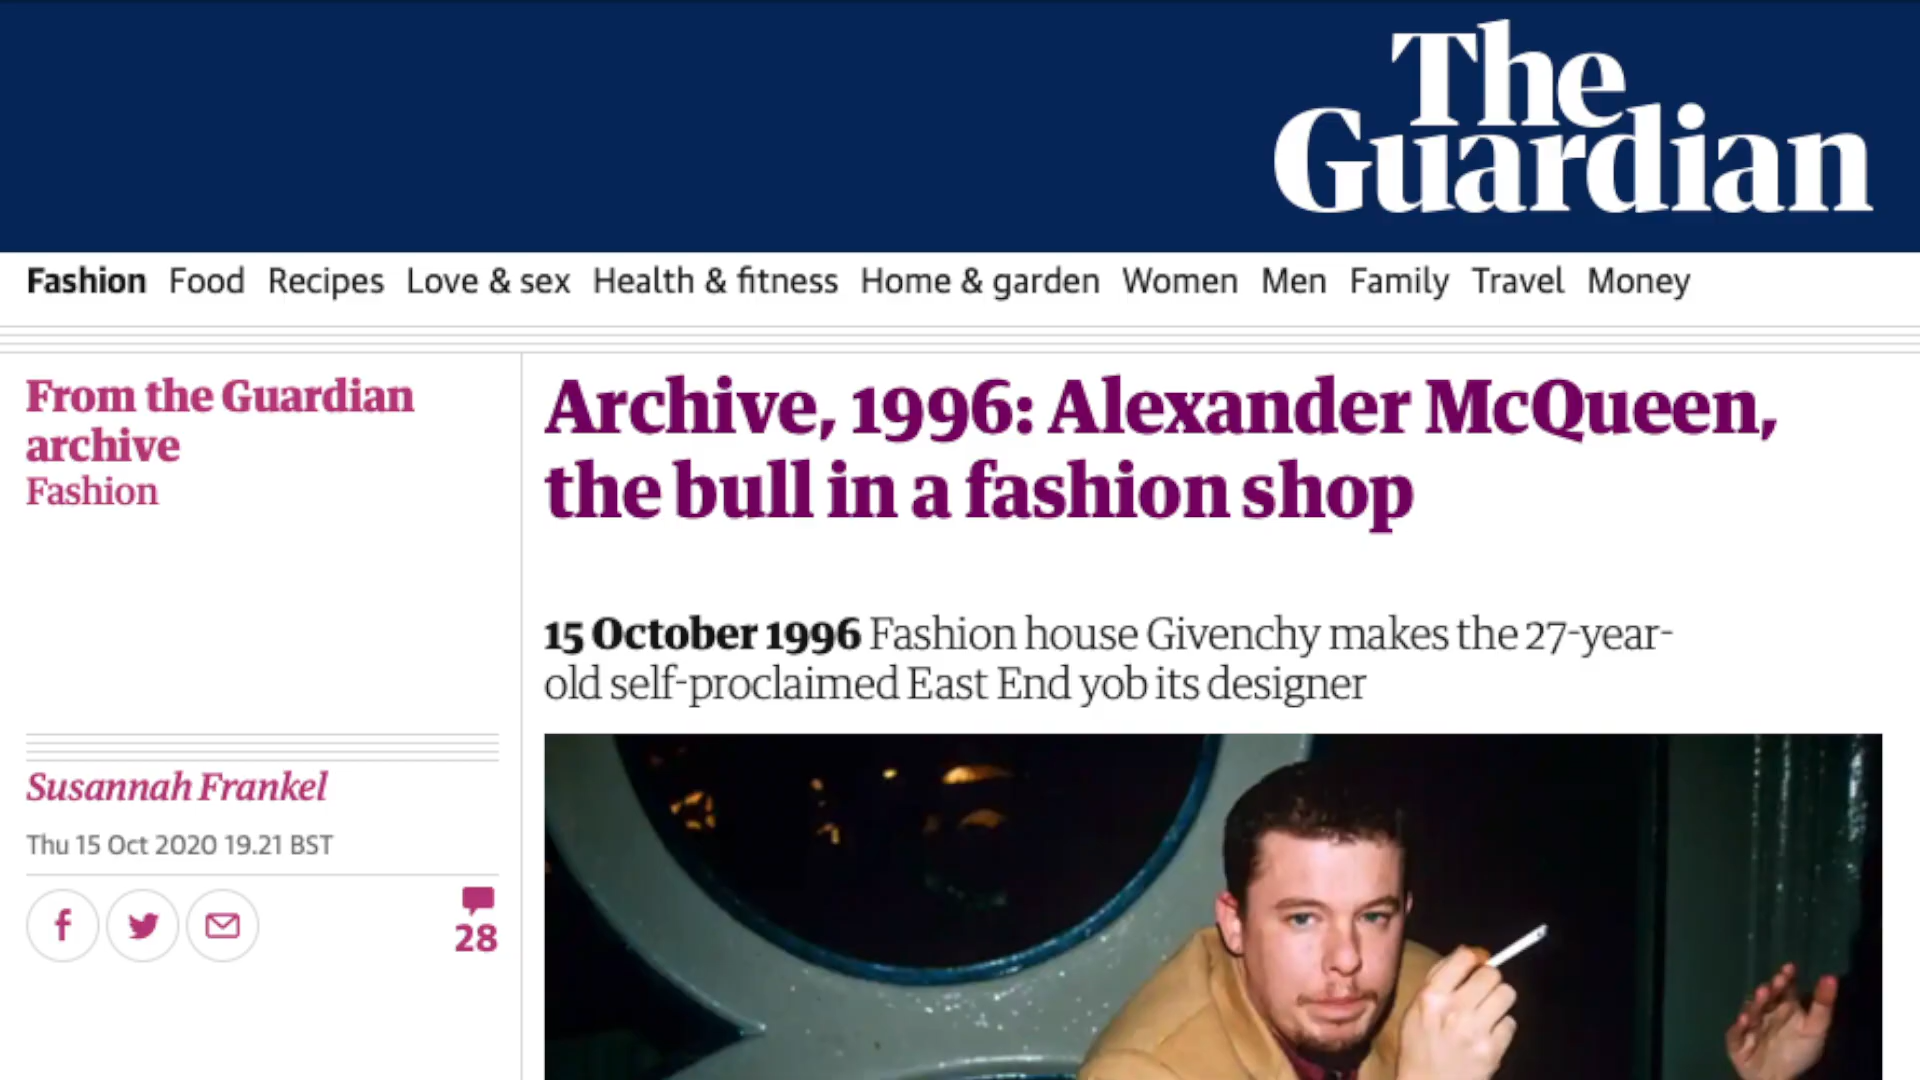 The
Guardian
Fashion Food Recipes Love & sex Health & fitness Home & garden Women Men Family Travel Money
From the Guardian
archive
Fashion
Archive, 1996: Alexander McQueen,
the bull in a fashion shop
15 October 1996 Fashion house Givenchy makes the 27-year-
old self-proclaimed East End yob its designer
Susannah Frankel
Thu 15 Oct 2020 19.21 BST
28